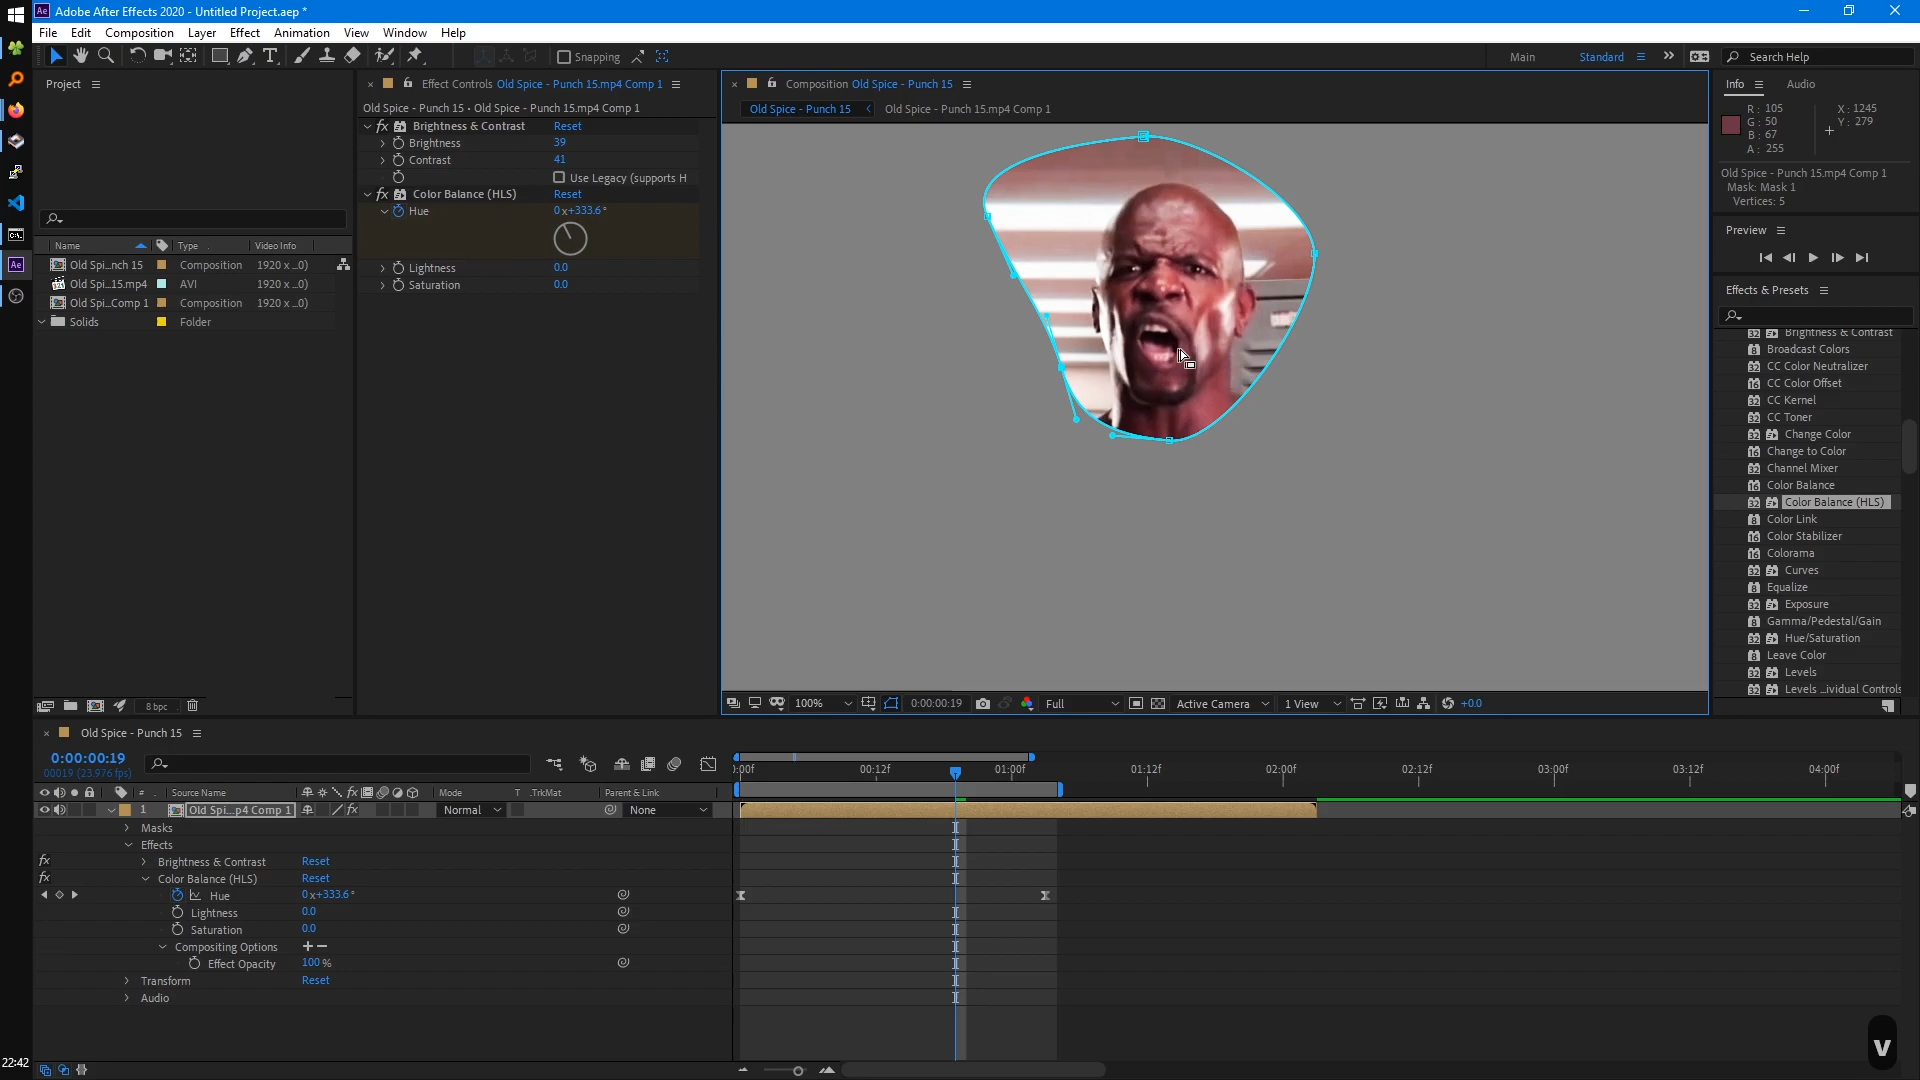 Adobe After Effects 2020 - Untitled Project.aep *
File Edit Composition Layer Effect Animation View Window Help
Snapping
Main
Standard
Search Help
Project
Name Type Video Info
Old Spi...nch 15 Composition 1920 x ...0)
Old Spi...15.mp4 AVI 1920 x ...0)
Old Spi...Comp 1 Composition 1920 x ...0)
Solids Folder
8 bpc
Effect Controls Old Spice - Punch 15.mp4 Comp 1
Old Spice - Punch 15 • Old Spice - Punch 15.mp4 Comp 1
fx Brightness & Contrast Reset
Brightness 39
Contrast 41
Use Legacy (supports H
fx Color Balance (HLS) Reset
Hue 0x+333.6°
Lightness 0.0
Saturation 0.0
Composition Old Spice - Punch 15
Old Spice - Punch 15
Old Spice - Punch 15.mp4 Comp 1
100%
0:00:00:19
Full
Active Camera
1 View
+0.0
Info Audio
R: 105 X: 1245
G: 50 Y: 279
B: 67
A: 255
Old Spice - Punch 15.mp4 Comp 1
Mask: Mask 1
Vertices: 5
Preview
Effects & Presets
Brightness & Contrast
Broadcast Colors
CC Color Neutralizer
CC Color Offset
CC Kernel
CC Toner
Change Color
Change to Color
Channel Mixer
Color Balance
Color Balance (HLS)
Color Link
Color Stabilizer
Colorama
Curves
Equalize
Exposure
Gamma/Pedestal/Gain
Hue/Saturation
Leave Color
Levels
Levels ...ividual Controls
Old Spice - Punch 15
0:00:00:19
00019 (23.976 fps)
# Source Name Mode T .TrkMat Parent & Link
1 Old Spi...p4 Comp 1 Normal None
Masks
Effects
fx Brightness & Contrast Reset
fx Color Balance (HLS) Reset
Hue 0x+333.6°
Lightness 0.0
Saturation 0.0
Compositing Options
Effect Opacity 100 %
Transform Reset
Audio
:00f 00:12f 01:00f 01:12f 02:00f 02:12f 03:00f 03:12f 04:00f
22:42
V